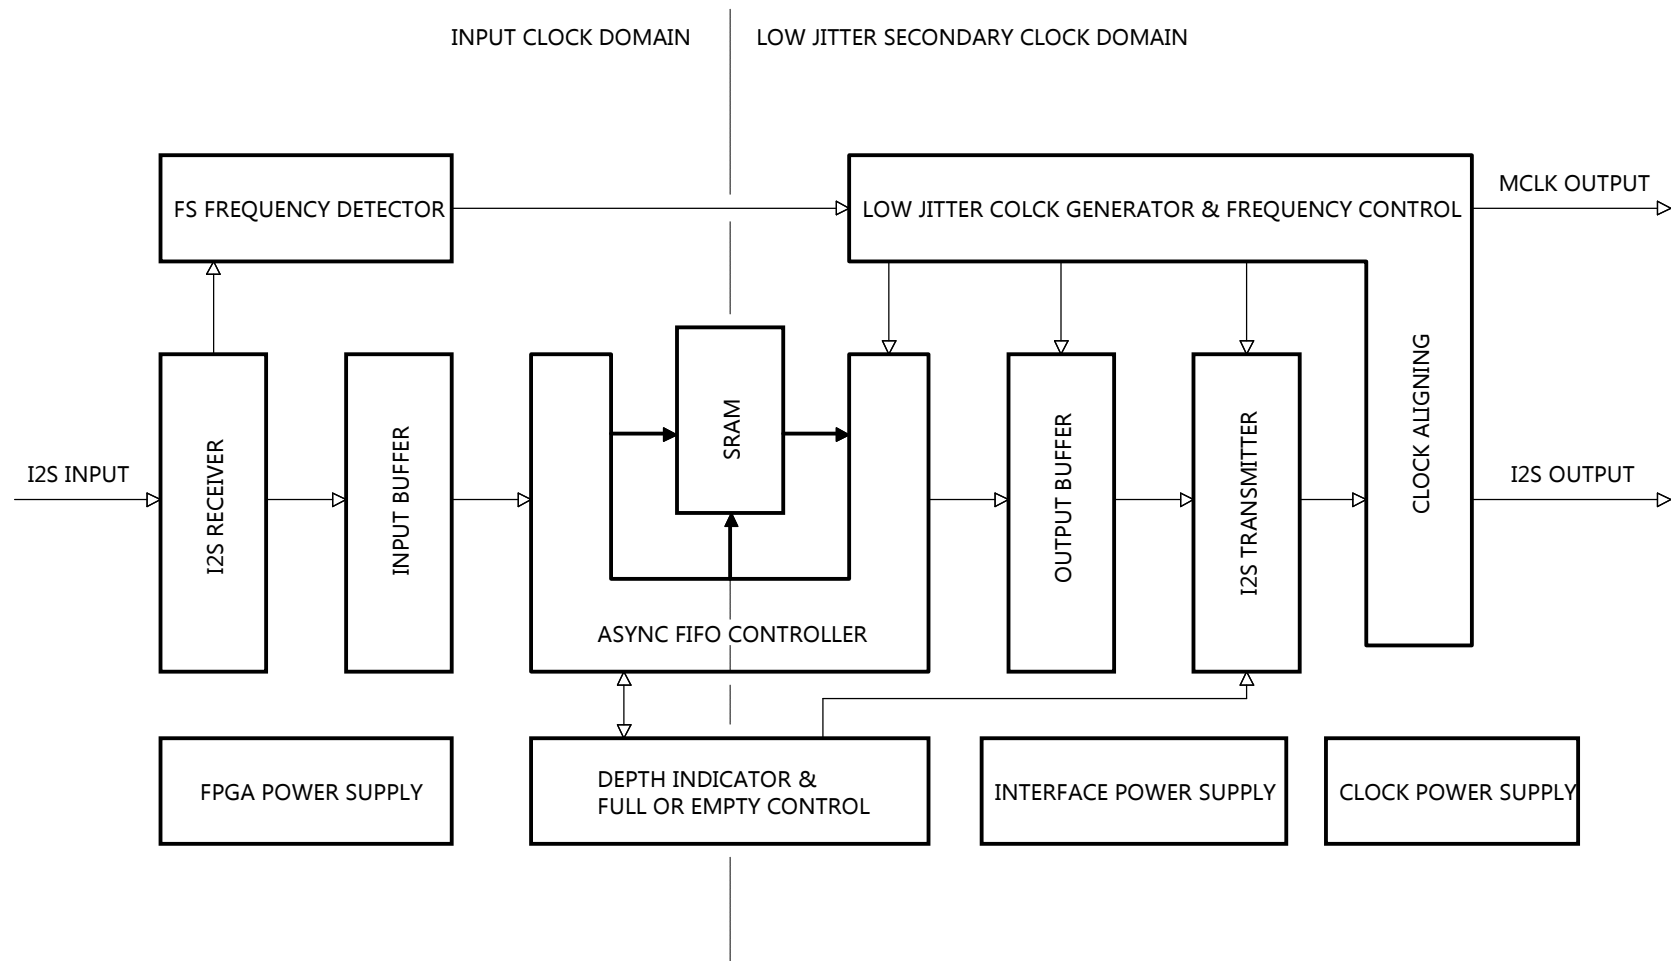 INPUT CLOCK DOMAIN
LOW JITTER SECONDARY CLOCK DOMAIN
FS FREQUENCY DETECTOR
LOW JITTER COLCK GENERATOR & FREQUENCY CONTROL
MCLK OUTPUT
I2S INPUT
I2S RECEIVER
INPUT BUFFER
SRAM
ASYNC FIFO CONTROLLER
OUTPUT BUFFER
I2S TRANSMITTER
CLOCK ALIGNING
I2S OUTPUT
FPGA POWER SUPPLY
DEPTH INDICATOR &
FULL OR EMPTY CONTROL
INTERFACE POWER SUPPLY
CLOCK POWER SUPPLY